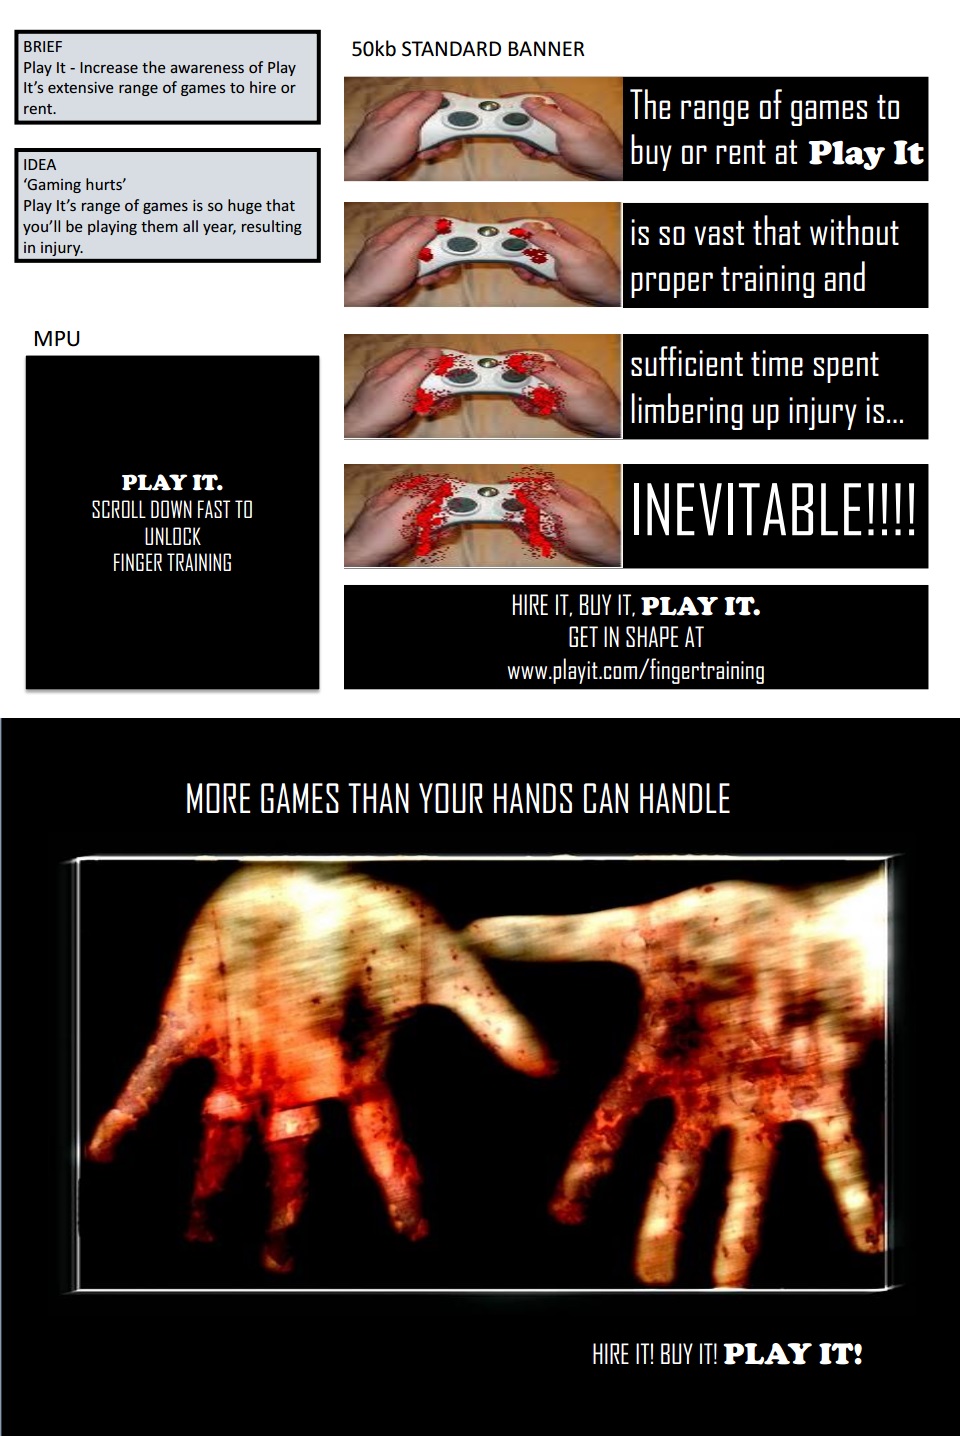 BRIEF
Play It - Increase the awareness of Play
It’s extensive range of games to hire or
rent.
IDEA
‘Gaming hurts’
Play It’s range of games is so huge that
you’ll be playing them all year, resulting
in injury.
MPU
PLAY IT.
SCROLL DOWN FAST TO
UNLOCK
FINGER TRAINING
50kb STANDARD BANNER
The range of games to
buy or rent at Play It
is so vast that without
proper training and
sufficient time spent
limbering up injury is...
INEVITABLE!!!!
HIRE IT, BUY IT, PLAY IT.
GET IN SHAPE AT
www.playit.com/fingertraining
MORE GAMES THAN YOUR HANDS CAN HANDLE
HIRE IT! BUY IT! PLAY IT!